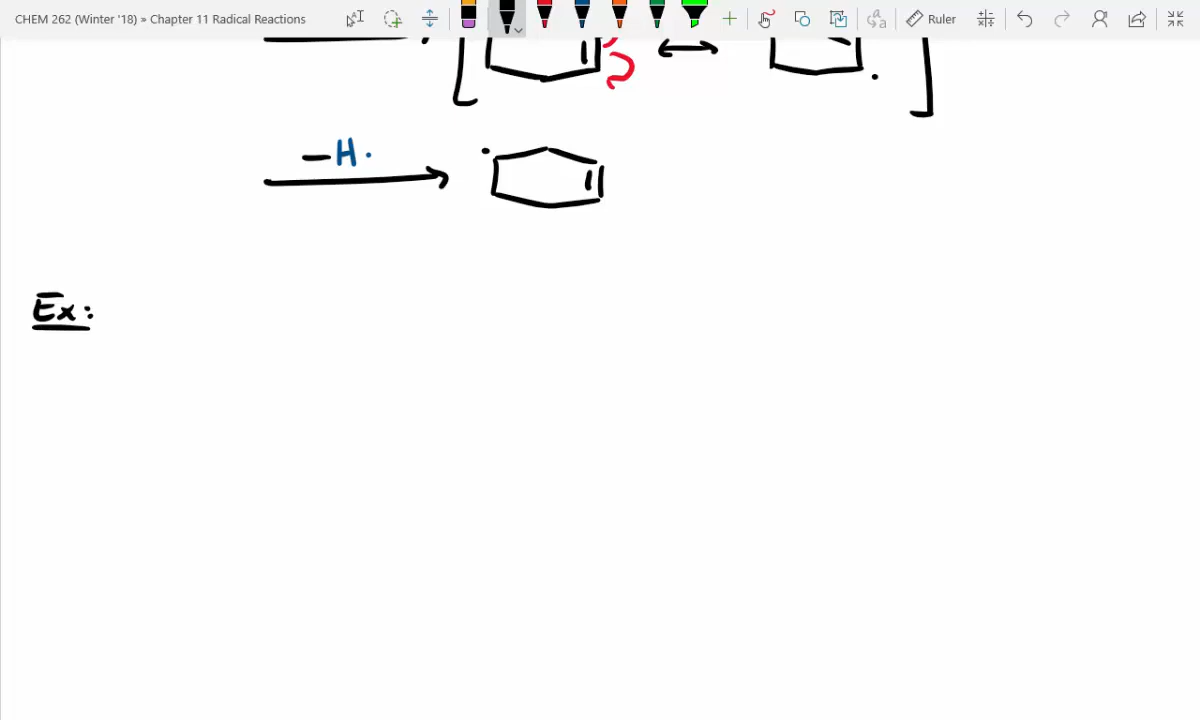 CHEM 262 (Winter '18) » Chapter 11 Radical Reactions
Ruler
—H·
Ex: